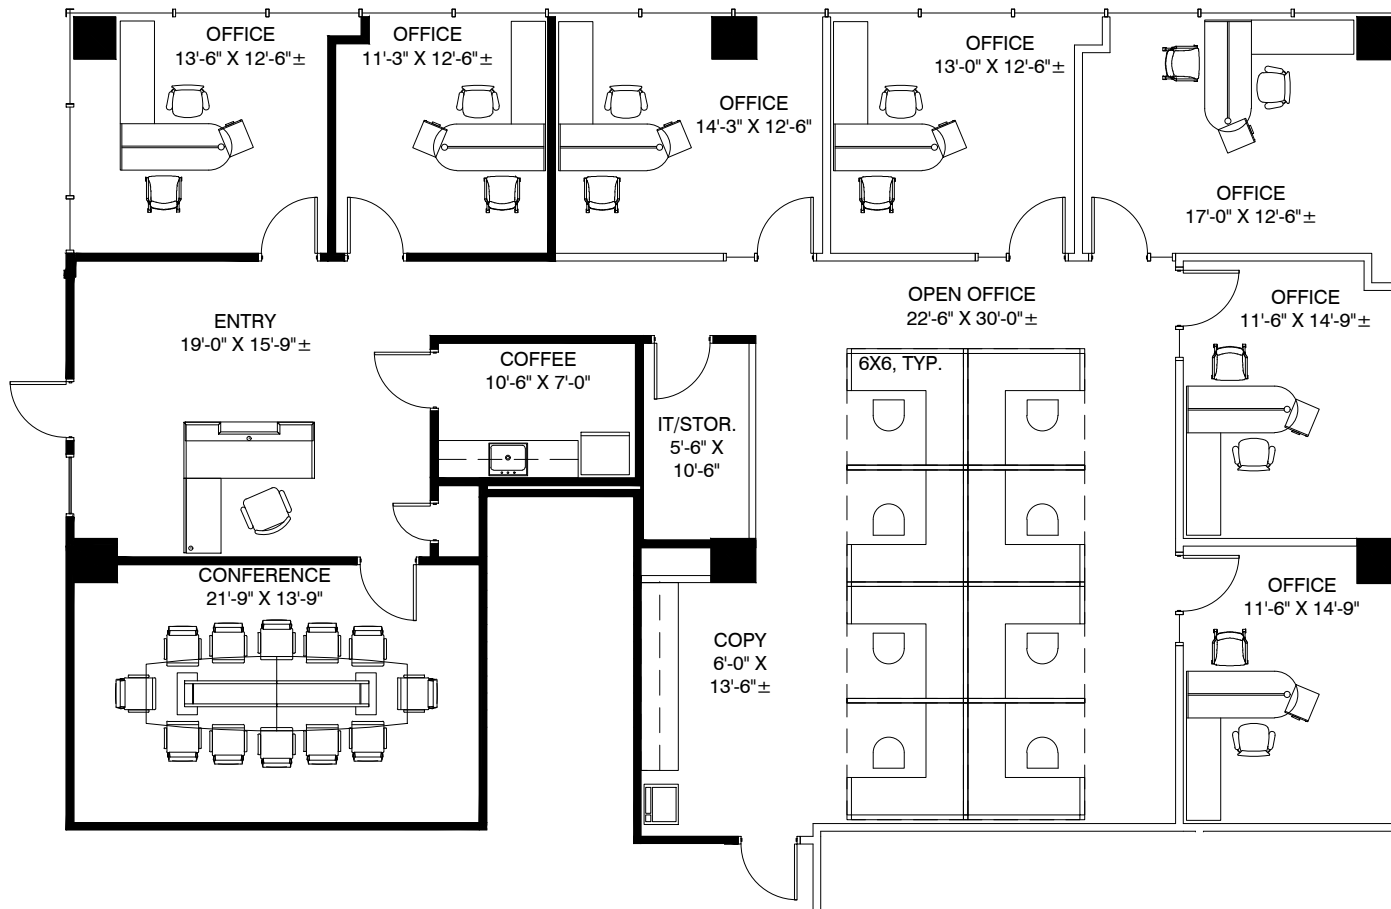 OFFICE
13'-6" X 12'-6"±
OFFICE
11'-3" X 12'-6"±
OFFICE
14'-3" X 12'-6"
OFFICE
13'-0" X 12'-6"±
OFFICE
17'-0" X 12'-6"±
ENTRY
19'-0" X 15'-9"±
COFFEE
10'-6" X 7'-0"
IT/STOR.
5'-6" X
10'-6"
OPEN OFFICE
22'-6" X 30'-0"±
6X6, TYP.
OFFICE
11'-6" X 14'-9"±
CONFERENCE
21'-9" X 13'-9"
COPY
6'-0" X
13'-6"±
OFFICE
11'-6" X 14'-9"